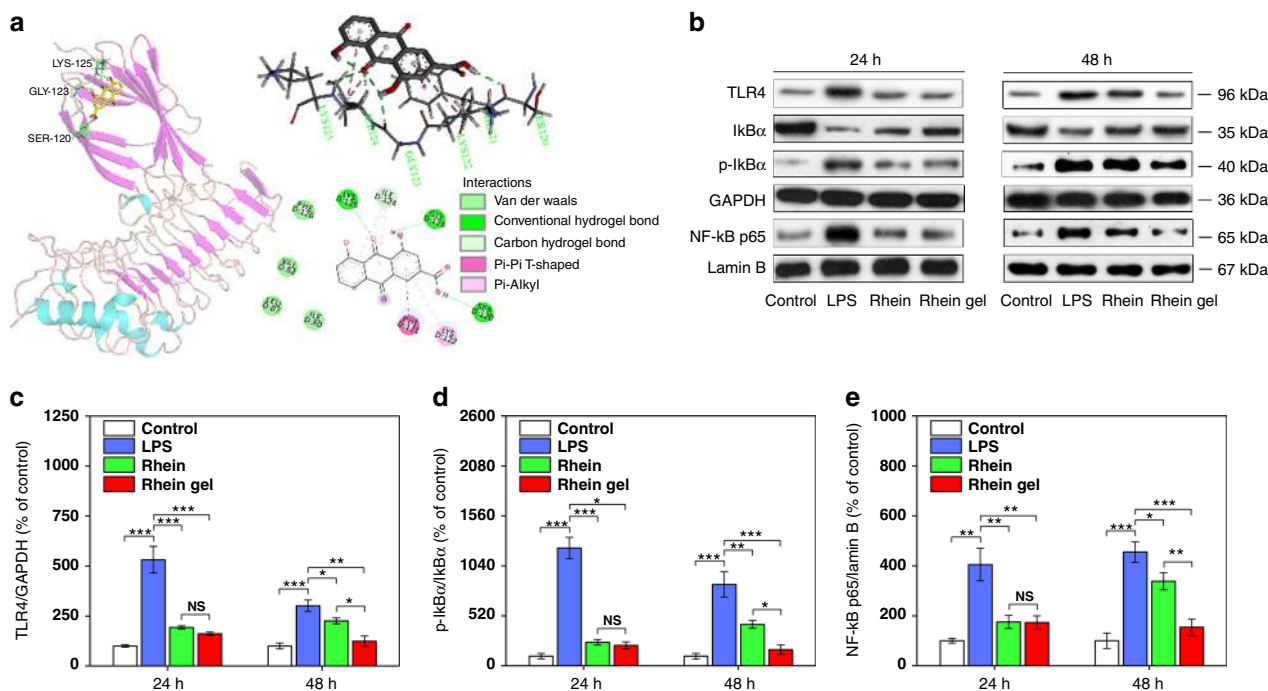 a
LYS-125
GLY-123
SER-120
GLY123
Interactions
Van der waals
Conventional hydrogel bond
Carbon hydrogel bond
Pi-Pi T-shaped
Pi-Alkyl
b
24 h
48 h
TLR4
96 kDa
IkBα
35 kDa
p-IkBα
40 kDa
GAPDH
36 kDa
NF-kB p65
65 kDa
Lamin B
67 kDa
Control LPS Rhein Rhein gel
Control LPS Rhein Rhein gel
c
TLR4/GAPDH (% of control)
1250
1000
750
500
250
0
Control
LPS
Rhein
Rhein gel
***
***
***
NS
***
*
**
*
24 h
48 h
d
p-IkBα/IkBα (% of control)
2600
2080
1560
1040
520
0
Control
LPS
Rhein
Rhein gel
***
***
*
NS
***
**
***
*
24 h
48 h
e
NF-kB p65/lamin B (% of control)
1000
800
600
400
200
0
Control
LPS
Rhein
Rhein gel
**
**
**
NS
***
*
***
**
24 h
48 h